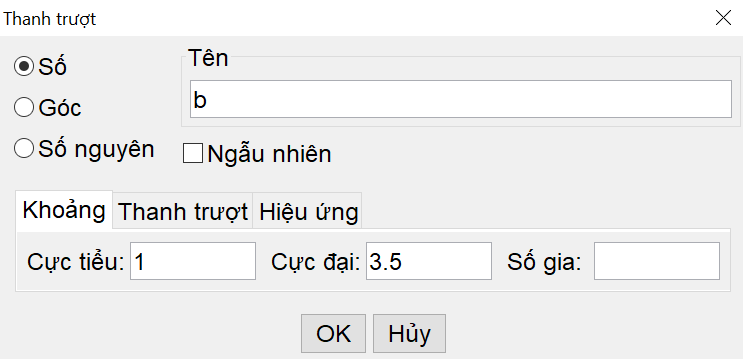 Thanh trượt
Số
Tên
b
Góc
Số nguyên
Ngẫu nhiên
Khoảng Thanh trượt Hiệu ứng
Cực tiểu: 1 Cực đại: 3.5 Số gia:
OK Hủy